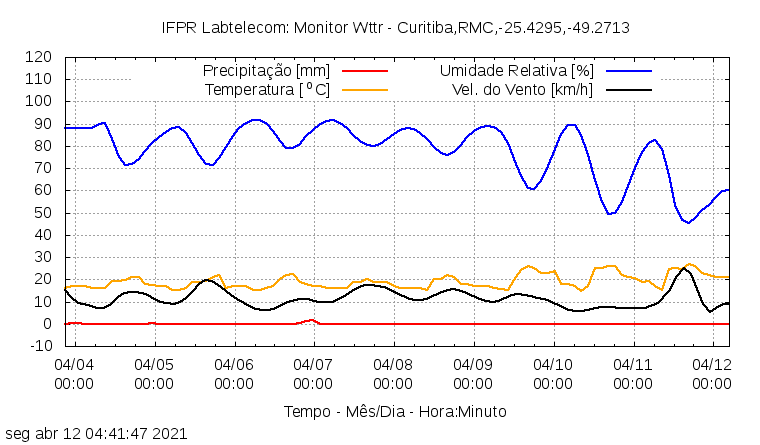 IFPR Labtelecom: Monitor Wttr - Curitiba,RMC,-25.4295,-49.2713
Precipitação [mm]
Temperatura [ ⁰C]
Umidade Relativa [%]
Vel. do Vento [km/h]
120
110
100
90
80
70
60
50
40
30
20
10
0
-10
04/04 04/05 04/06 04/07 04/08 04/09 04/10 04/11 04/12
00:00 00:00 00:00 00:00 00:00 00:00 00:00 00:00 00:00
Tempo - Mês/Dia - Hora:Minuto
seg abr 12 04:41:47 2021